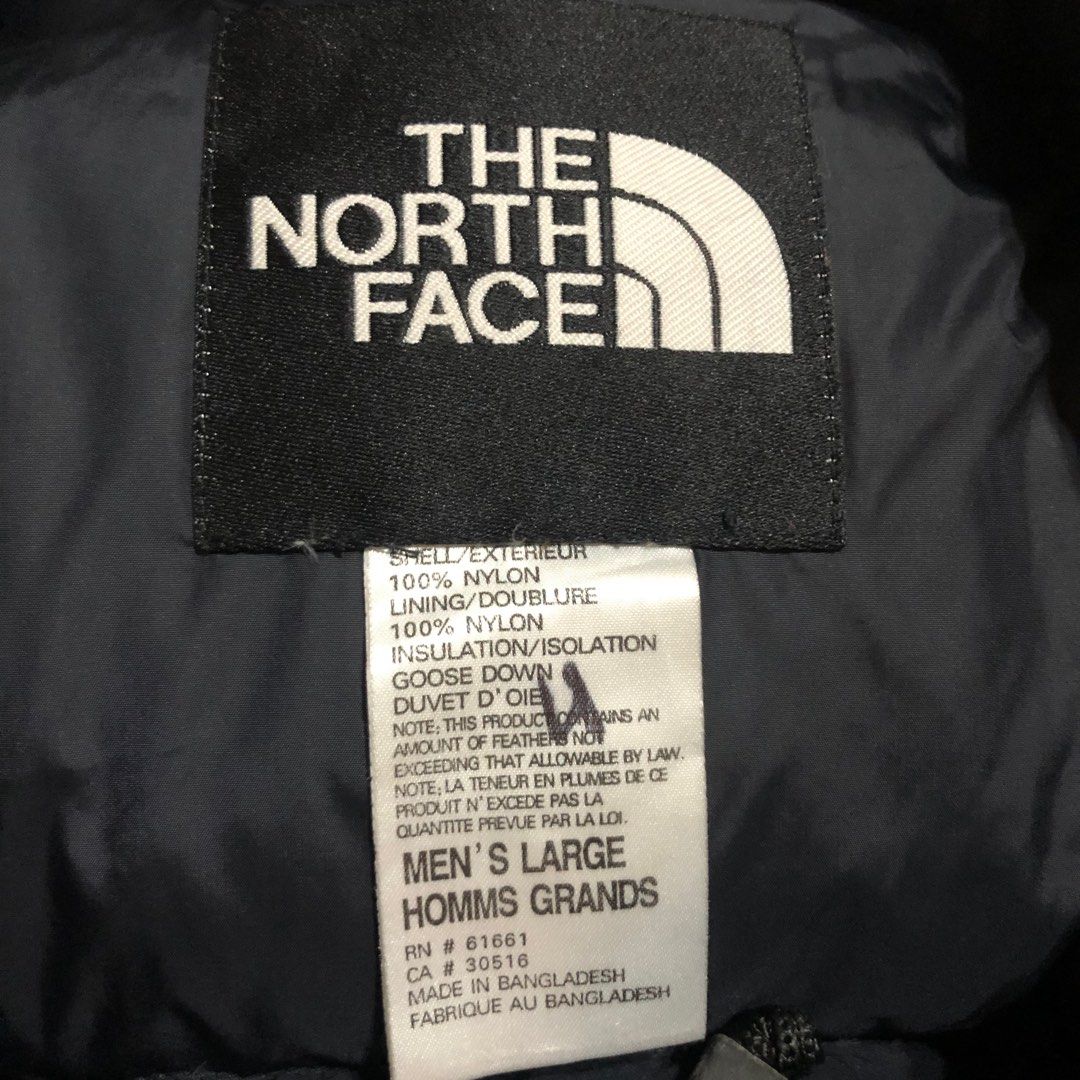 THE
NORTH
FACE
SHELL/EXTERIEUR
100% NYLON
LINING/DOUBLURE
100% NYLON
INSULATION/ISOLATION
GOOSE DOWN
DUVET D'OIE
NOTE; THIS PRODUCT CONTAINS AN
AMOUNT OF FEATHERS NOT
EXCEEDING THAT ALLOWABLE BY LAW.
NOTE; LA TENEUR EN PLUMES DE CE
PRODUIT N'EXCEDE PAS LA
QUANTITE PREVUE PAR LA LOI.
MEN'S LARGE
HOMMS GRANDS
RN # 61661
CA # 30516
MADE IN BANGLADESH
FABRIQUE AU BANGLADESH